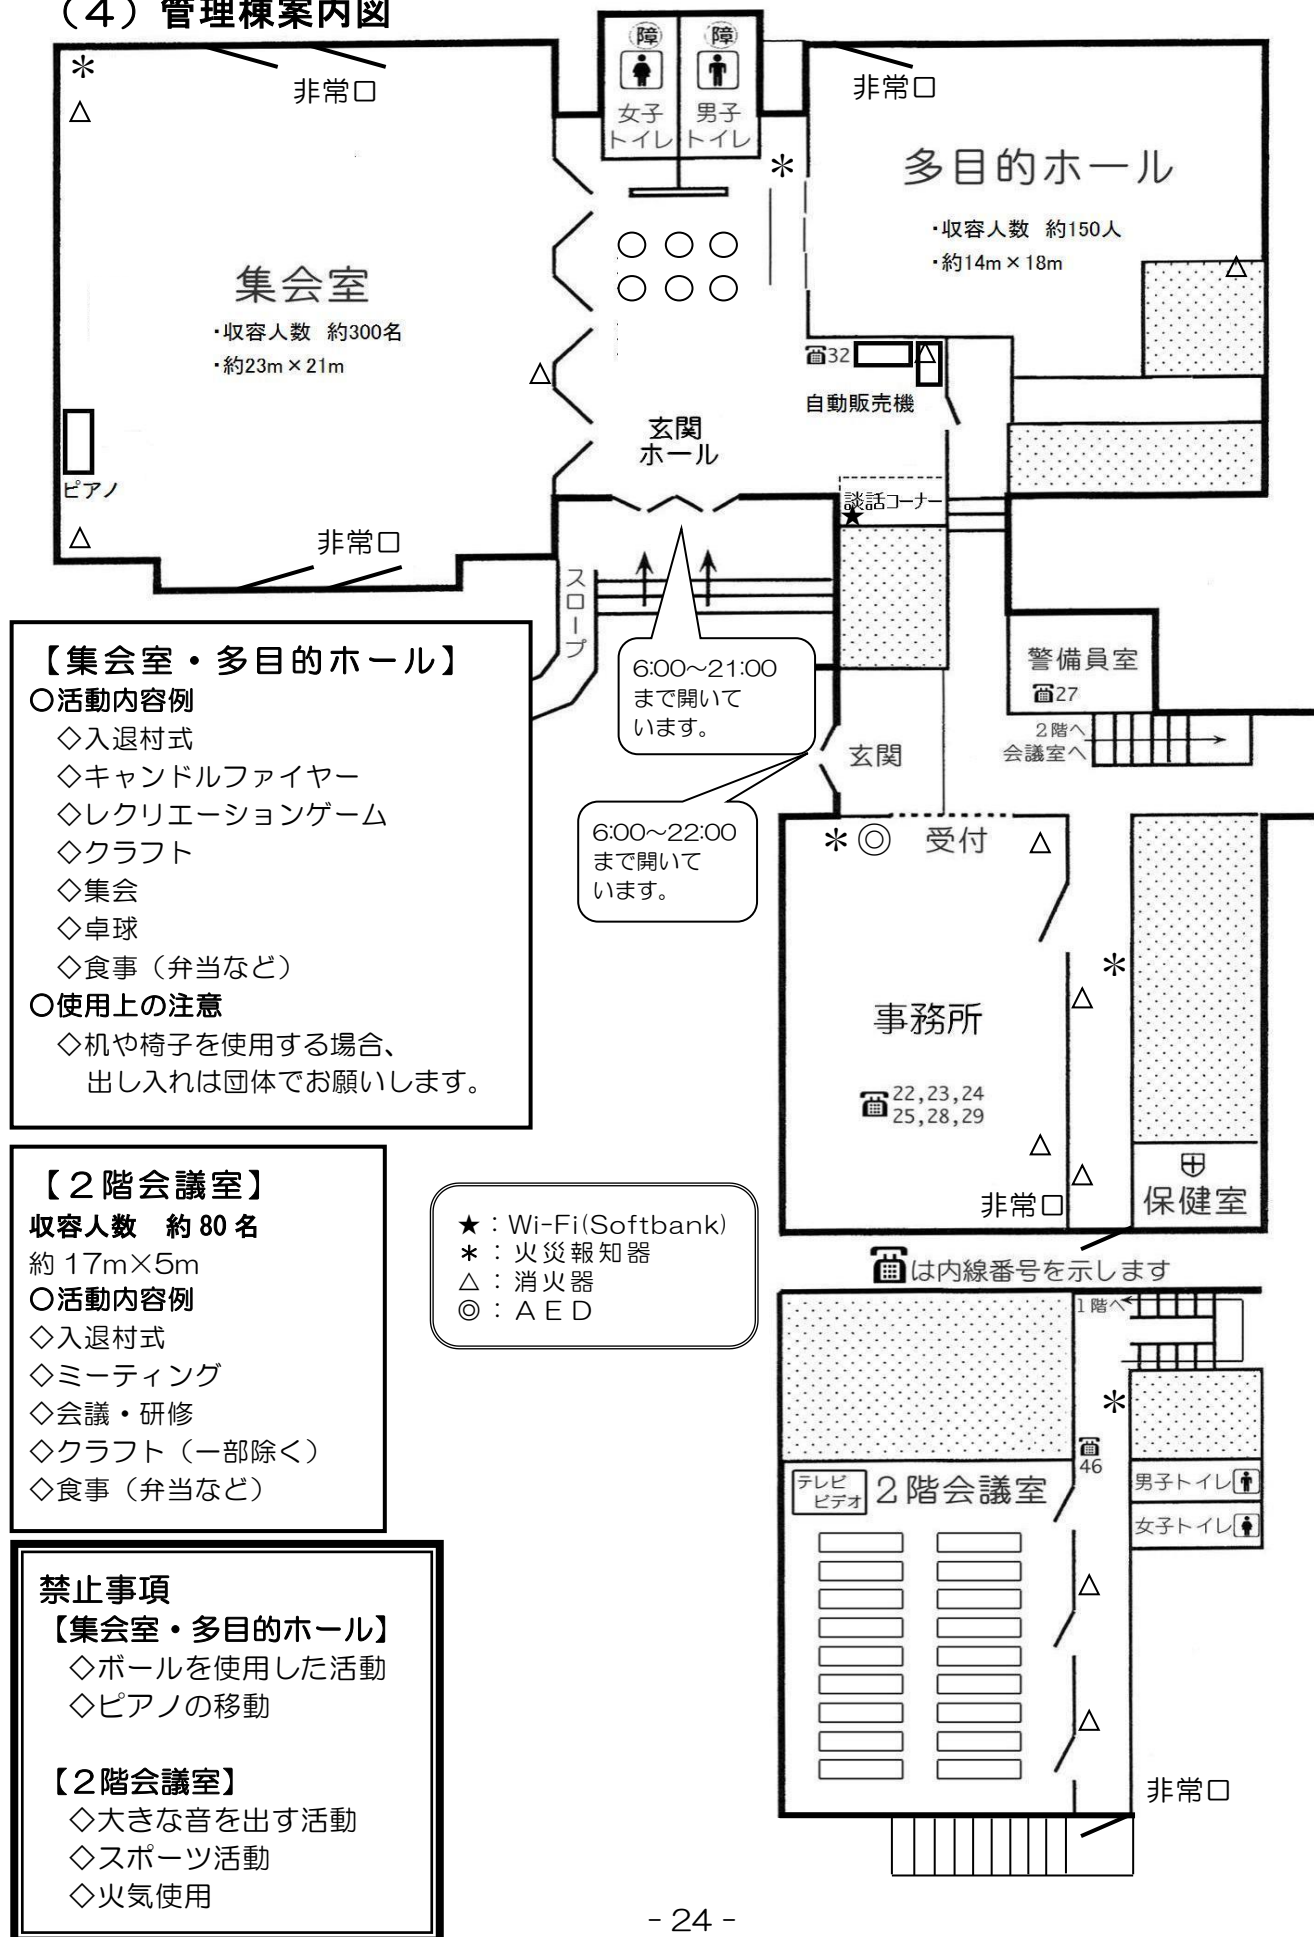 （４）管理棟案内図
非常口
障
障
女子
トイレ
男子
トイレ
＊
△
＊
非常口
多目的ホール
・収容人数　約150人
・約14m×18m
△
集会室
・収容人数　約300名
・約23m×21m
△
☎32
△
自動販売機
玄関
ホール
ピアノ
△
非常口
談話コーナー
★
スロープ
6:00～21:00
まで開いて
います。
警備員室
☎27
２階へ
会議室へ
玄関
6:00～22:00
まで開いて
います。
＊ ◎ 受付 △
＊
△
事務所
☎22,23,24
25,28,29
△
△
非常口
保健室
☎は内線番号を示します
【集会室・多目的ホール】
○活動内容例
◇入退村式
◇キャンドルファイヤー
◇レクリエーションゲーム
◇クラフト
◇集会
◇卓球
◇食事（弁当など）
○使用上の注意
◇机や椅子を使用する場合、
出し入れは団体でお願いします。
【２階会議室】
収容人数　約80名
約17m×5m
○活動内容例
◇入退村式
◇ミーティング
◇会議・研修
◇クラフト（一部除く）
◇食事（弁当など）
★：Wi-Fi(Softbank)
＊：火災報知器
△：消火器
◎：ＡＥＤ
1階へ
＊
☎
46
テレビ
ビデオ
２階会議室
男子トイレ
女子トイレ
△
△
非常口
禁止事項
【集会室・多目的ホール】
◇ボールを使用した活動
◇ピアノの移動
【２階会議室】
◇大きな音を出す活動
◇スポーツ活動
◇火気使用
- 24 -